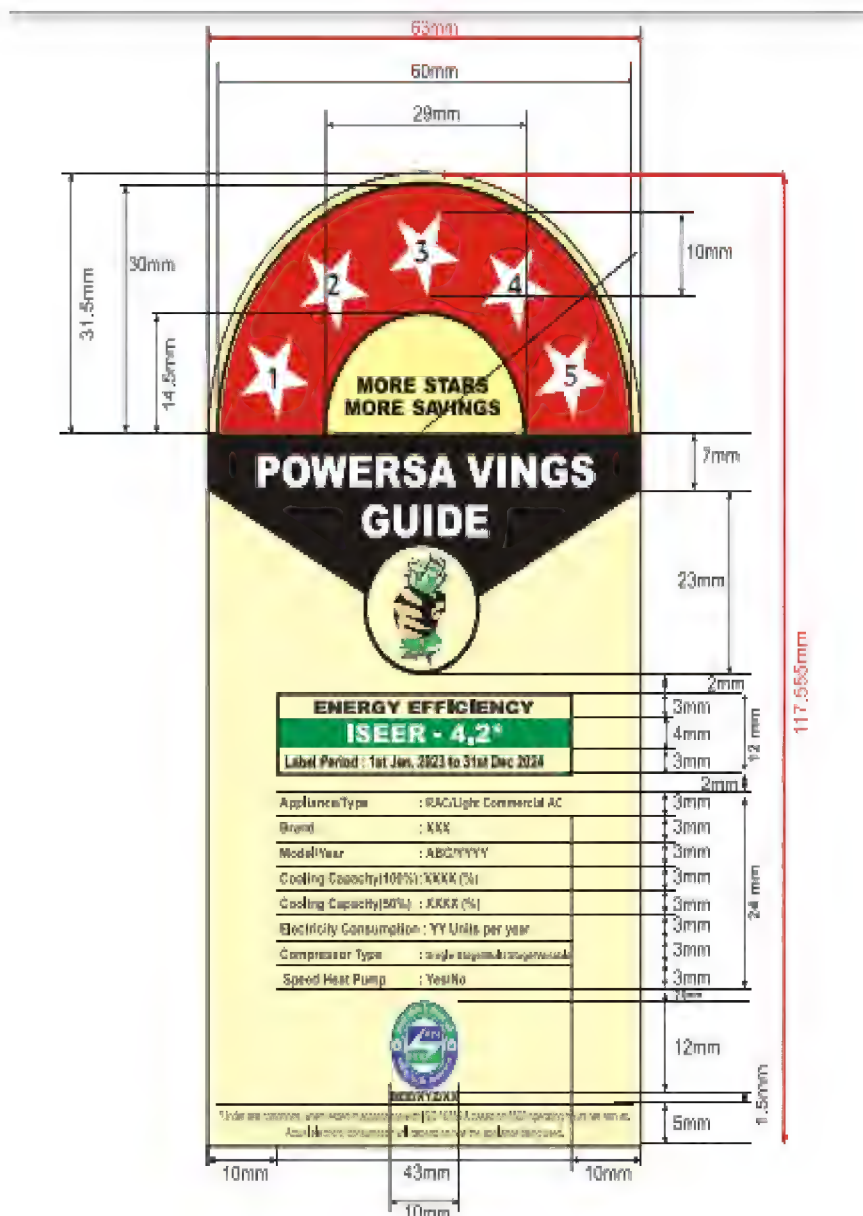 63mm
60mm
29mm
31.5mm
30mm
14.5mm
10mm
1
2
3
4
5
MORE STARS
MORE SAVINGS
7mm
POWERSA VINGS
GUIDE
23mm
117.555mm
2mm
ENERGY EFFICIENCY
3mm
ISEER - 4,2*
4mm
12 mm
Label Period : 1st Jan, 2023 to 31st Dec 2024
3mm
2mm
Appliance/Type : RAC/Light Commercial AC
3mm
Brand : XXX
3mm
Model/Year : ABC/YYYY
3mm
Cooling Capacity(100%): XXXX (%)
3mm
24 mm
Cooling Capacity(50%) : XXXX (%)
3mm
Electricity Consumption : YY Units per year
3mm
Compressor Type : Single stage/Multi stage/Variable
3mm
Speed Heat Pump : Yes/No
3mm
12mm
1.5mm
5mm
10mm
43mm
10mm
10mm